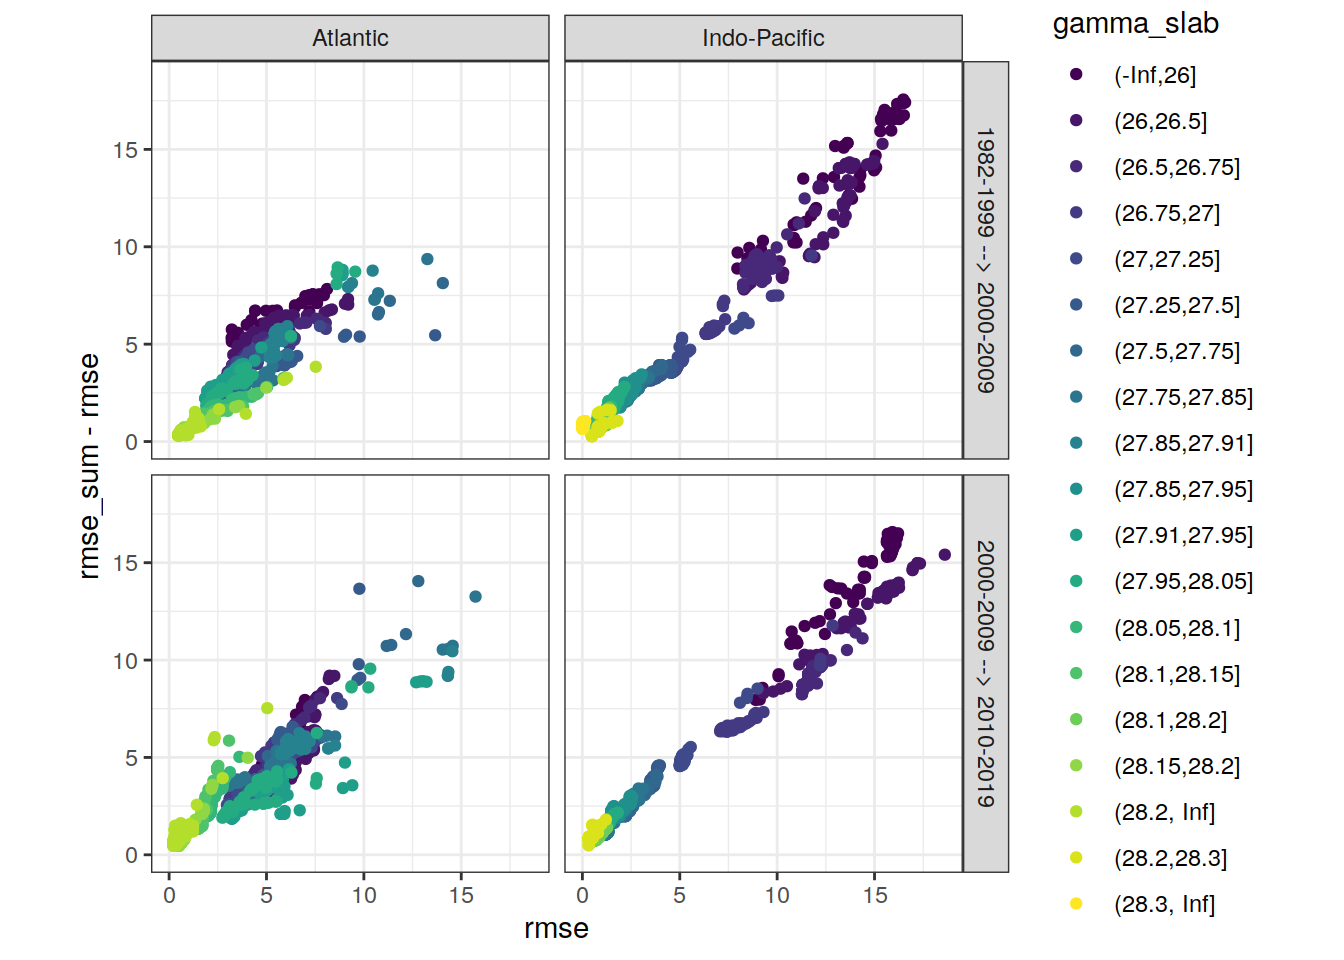 Atlantic
Indo-Pacific
gamma_slab
(-Inf,26]
(26,26.5]
(26.5,26.75]
(26.75,27]
(27,27.25]
(27.25,27.5]
(27.5,27.75]
(27.75,27.85]
(27.85,27.91]
(27.85,27.95]
(27.91,27.95]
(27.95,28.05]
(28.05,28.1]
(28.1,28.15]
(28.1,28.2]
(28.15,28.2]
(28.2, Inf]
(28.2,28.3]
(28.3, Inf]
1982-1999 --> 2000-2009
2000-2009 --> 2010-2019
rmse_sum - rmse
15
10
5
0
15
10
5
0
0 5 10 15
0 5 10 15
rmse